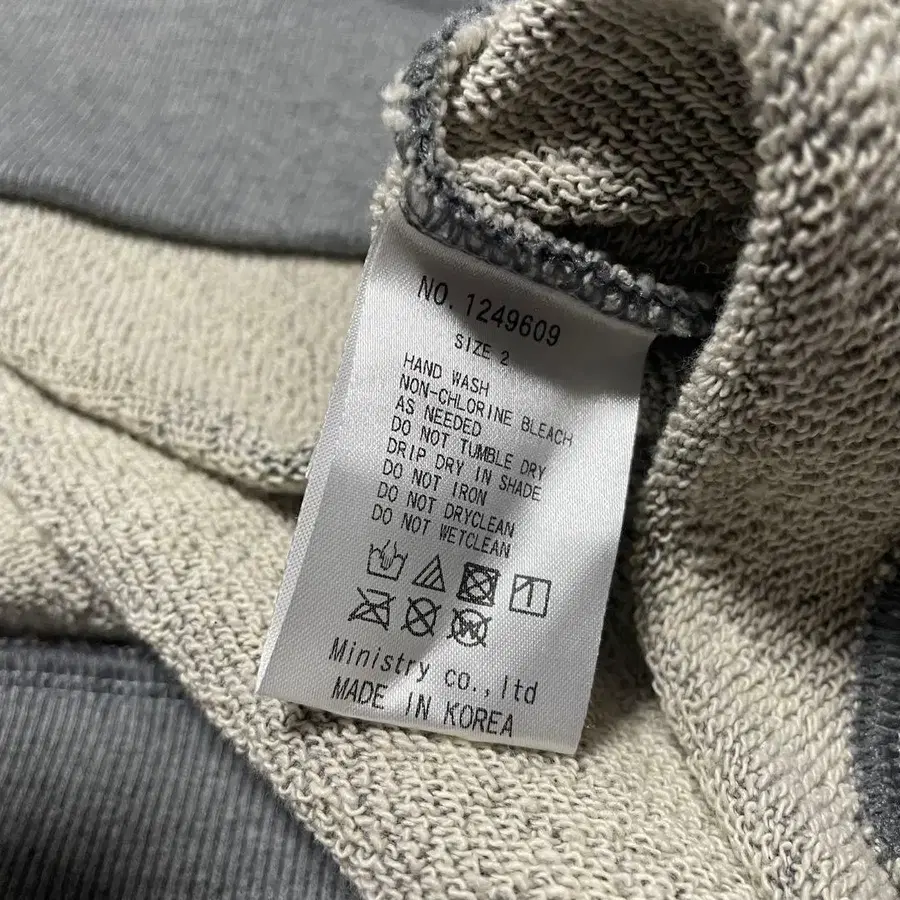 NO. 1249609
SIZE 2
HAND WASH
NON-CHLORINE BLEACH
AS NEEDED
DO NOT TUMBLE DRY
DRIP DRY IN SHADE
DO NOT IRON
DO NOT DRYCLEAN
DO NOT WETCLEAN
W
Ministry co., ltd
MADE IN KOREA